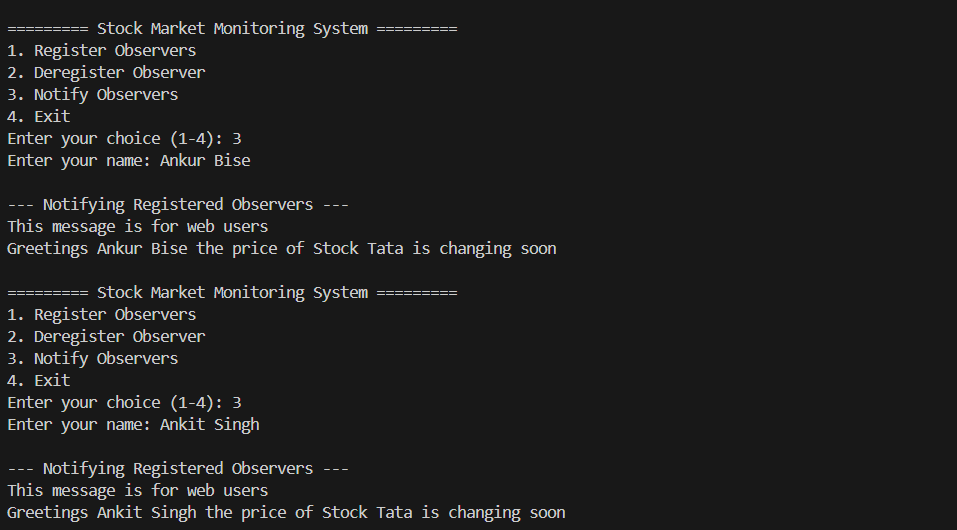 ========= Stock Market Monitoring System =========
1. Register Observers
2. Deregister Observer
3. Notify Observers
4. Exit
Enter your choice (1-4): 3
Enter your name: Ankur Bise
--- Notifying Registered Observers ---
This message is for web users
Greetings Ankur Bise the price of Stock Tata is changing soon
========= Stock Market Monitoring System =========
1. Register Observers
2. Deregister Observer
3. Notify Observers
4. Exit
Enter your choice (1-4): 3
Enter your name: Ankit Singh
--- Notifying Registered Observers ---
This message is for web users
Greetings Ankit Singh the price of Stock Tata is changing soon